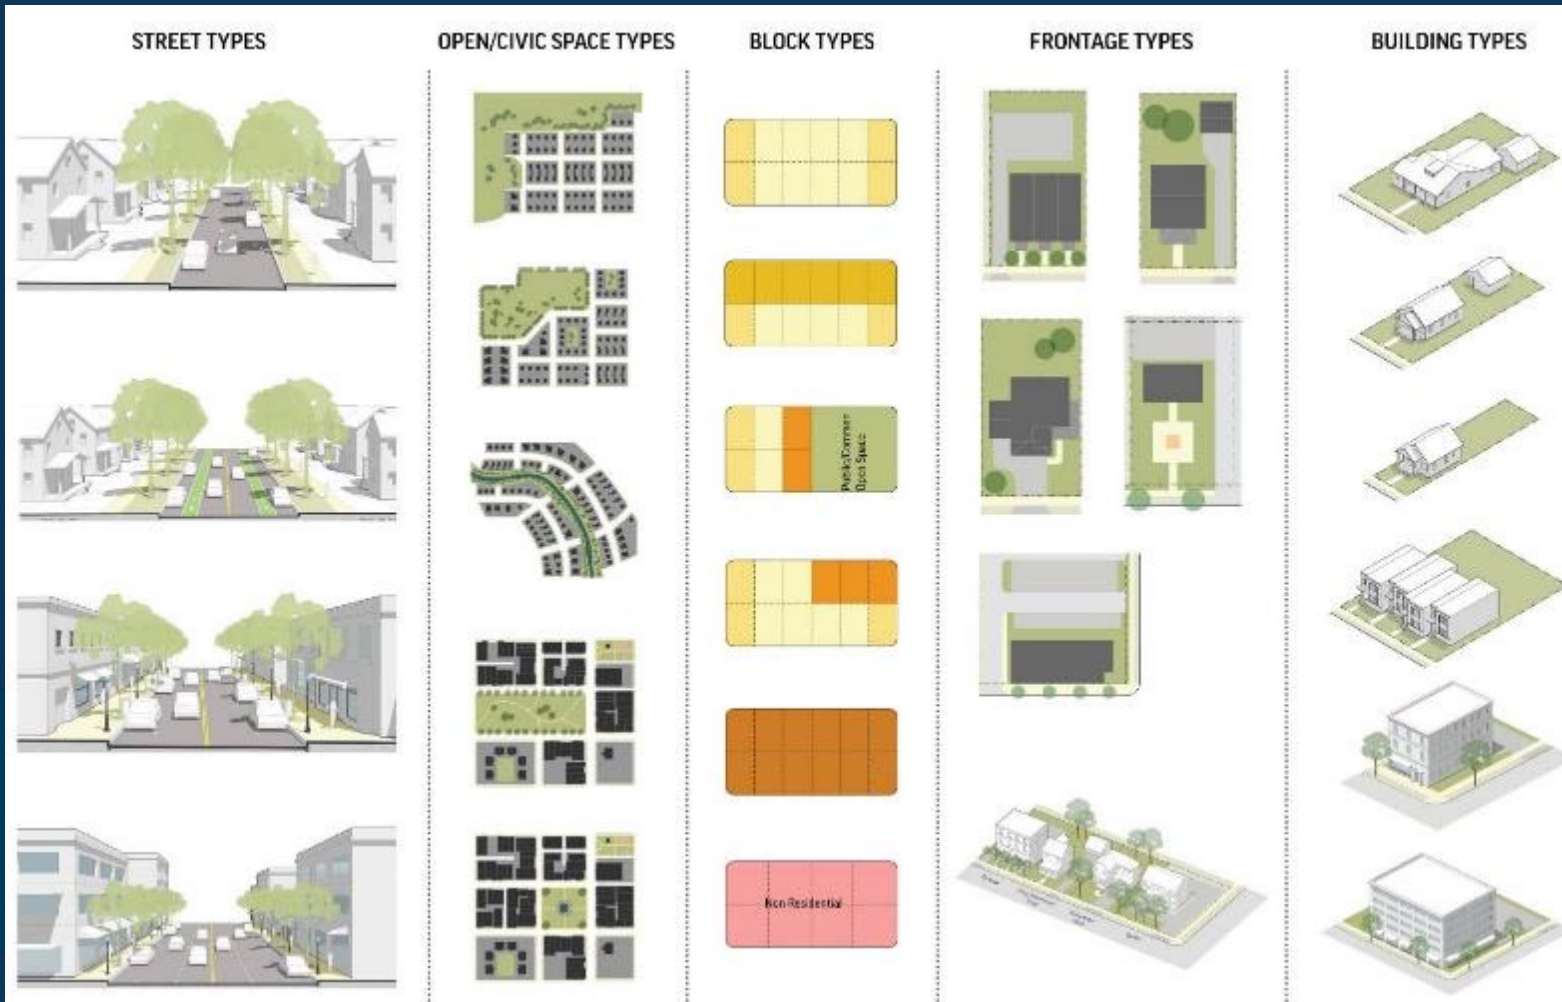 STREET TYPES
OPEN/CIVIC SPACE TYPES
BLOCK TYPES
FRONTAGE TYPES
BUILDING TYPES
Public/Common
Open Space
Non Residential